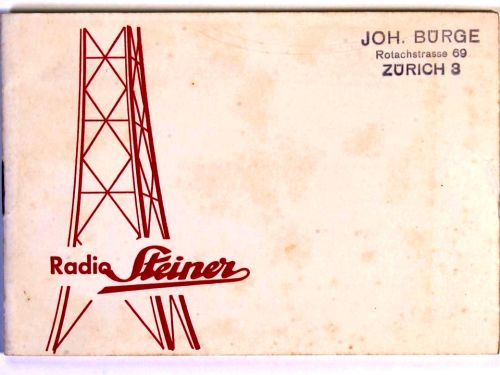 JOH. BÜRGE
Rotachstrasse 69
ZÜRICH 3
Radio Steiner